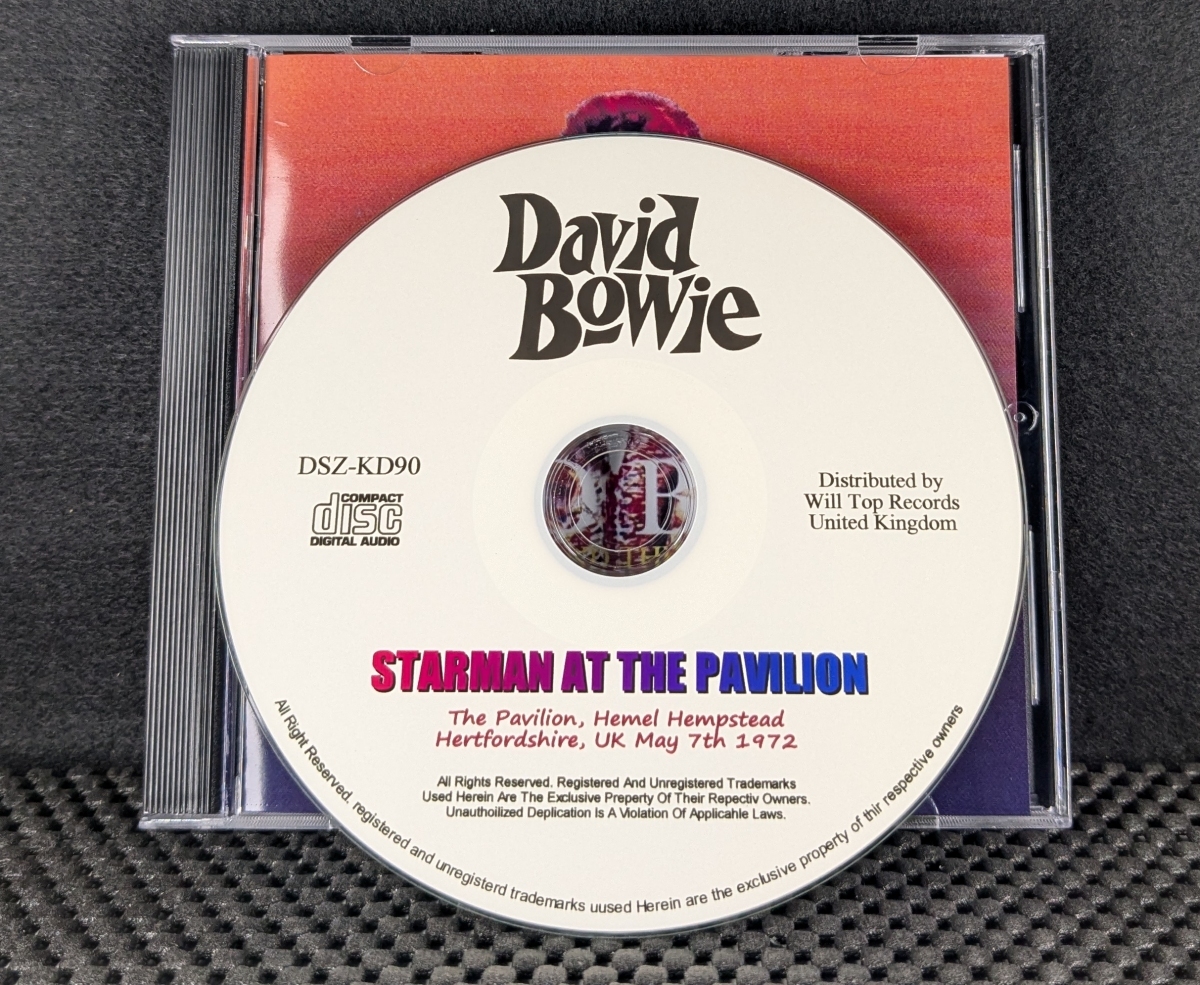 David
Bowie
DSZ-KD90
COMPACT
disc
DIGITAL AUDIO
Distributed by
Will Top Records
United Kingdom
STARMAN AT THE PAVILION
The Pavilion, Hemel Hempstead
Hertfordshire, UK May 7th 1972
All Rights Reserved. Registered And Unregistered Trademarks
Used Herein Are The Exclusive Preperty Of Their Repectiv Owners.
Unauthoilized Deplication Is A Violation Of Applicahle Laws.
All Right Reserved. registered and unregisterd trademarks uused Herein are the exclusive property of thir respective owners